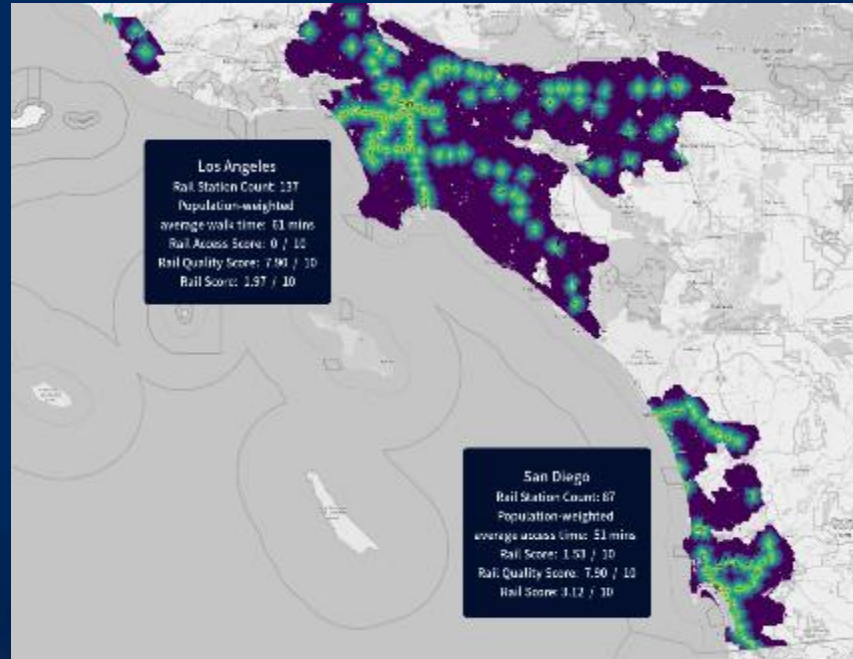 Los Angeles
Rail Station Count: 137
Population-weighted
average walk time: 61 mins
Rail Access Score: 0 / 10
Rail Quality Score: 7.90 / 10
Rail Score: 1.97 / 10
San Diego
Rail Station Count: 87
Population-weighted
average access time: 51 mins
Rail Score: 1.53 / 10
Rail Quality Score: 7.90 / 10
Rail Score: 3.12 / 10